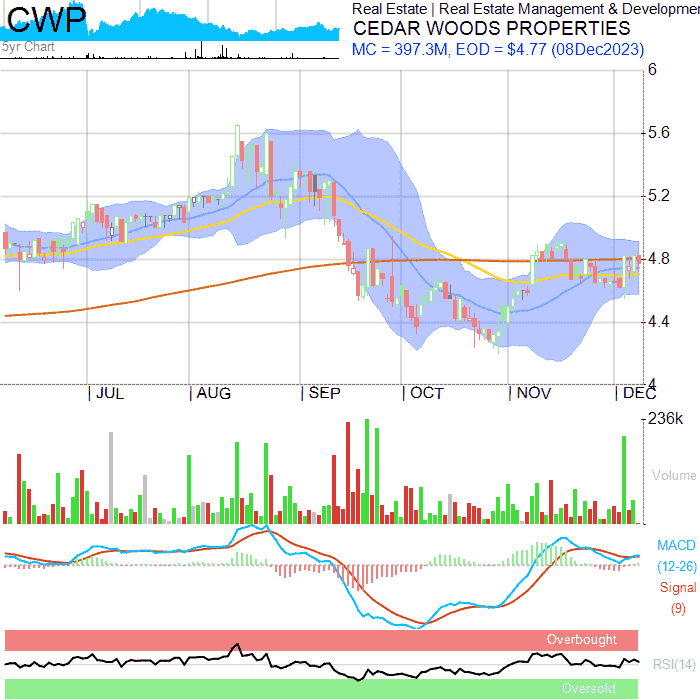 CWP
5yr Chart
Real Estate | Real Estate Management & Developmen
CEDAR WOODS PROPERTIES
MC = 397.3M, EOD = $4.77 (08Dec2023)
6
5.6
5.2
4.8
4.4
4
JUL AUG SEP OCT NOV DEC
236k
Volume
MACD
(12-26)
Signal
(9)
Overbought
RSI(14)
Oversold